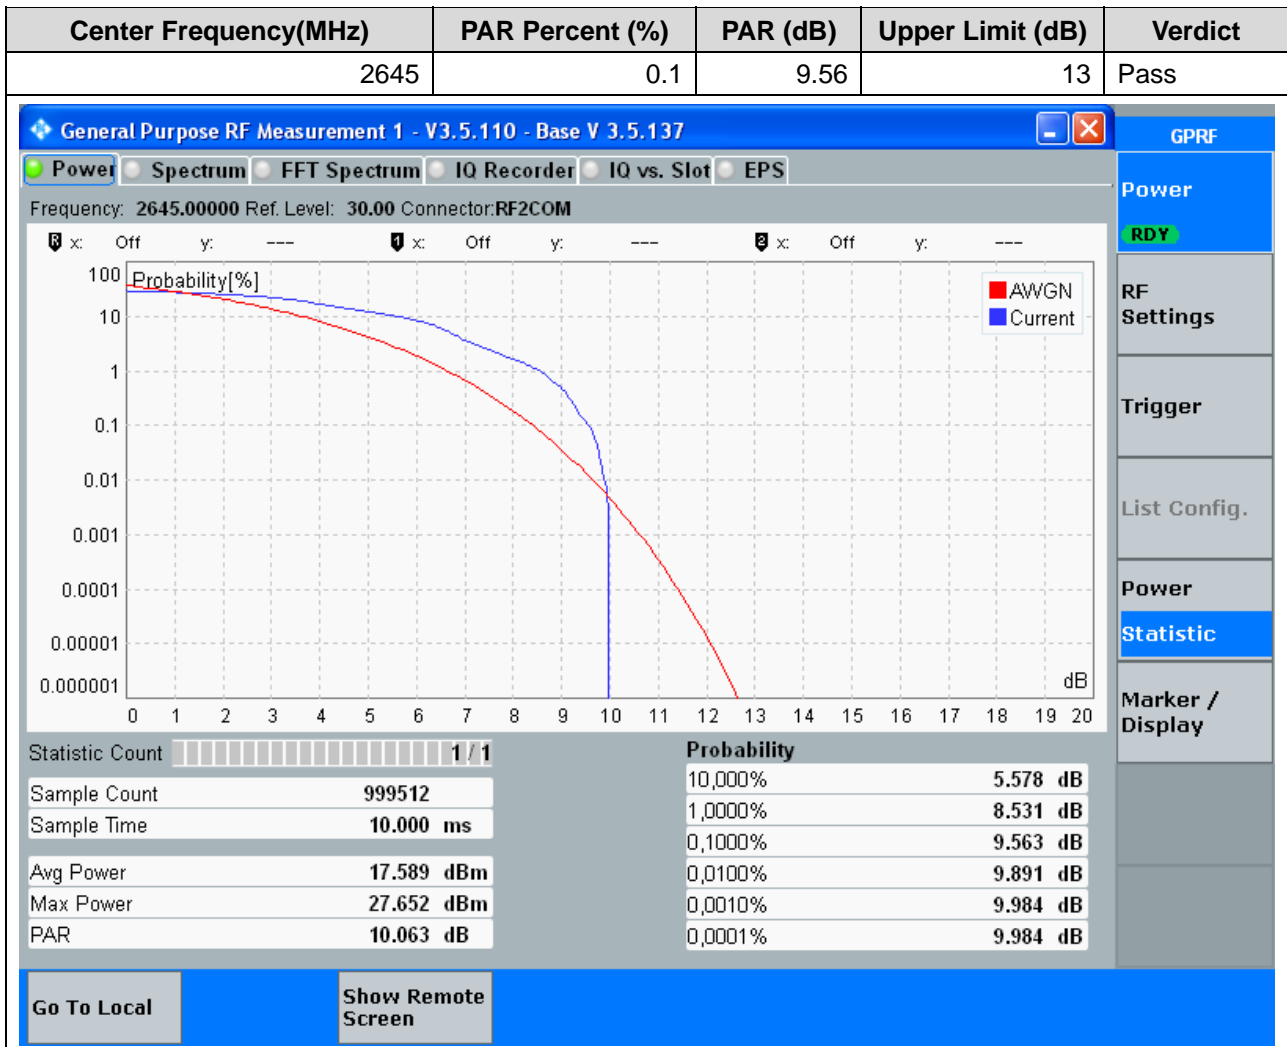 Center Frequency(MHz) PAR Percent (%) PAR (dB) Upper Limit (dB) Verdict
2645 0.1 9.56 13 Pass
General Purpose RF Measurement 1 - V3.5.110 - Base V 3.5.137
GPRF
Power Spectrum FFT Spectrum IQ Recorder IQ vs. Slot EPS
Power
RDY
Frequency: 2645.00000 Ref. Level: 30.00 Connector:RF2COM
R x: Off y: --- 1 x: Off y: --- 2 x: Off y: ---
Probability[%]
AWGN
Current
100
10
1
0.1
0.01
0.001
0.0001
0.00001
0.000001
dB
0 1 2 3 4 5 6 7 8 9 10 11 12 13 14 15 16 17 18 19 20
RF
Settings
Trigger
List Config.
Power
Statistic
Marker /
Display
Statistic Count 1 / 1
Sample Count 999512
Sample Time 10.000 ms
Avg Power 17.589 dBm
Max Power 27.652 dBm
PAR 10.063 dB
Probability
10,000% 5.578 dB
1,0000% 8.531 dB
0,1000% 9.563 dB
0,0100% 9.891 dB
0,0010% 9.984 dB
0,0001% 9.984 dB
Go To Local
Show Remote
Screen